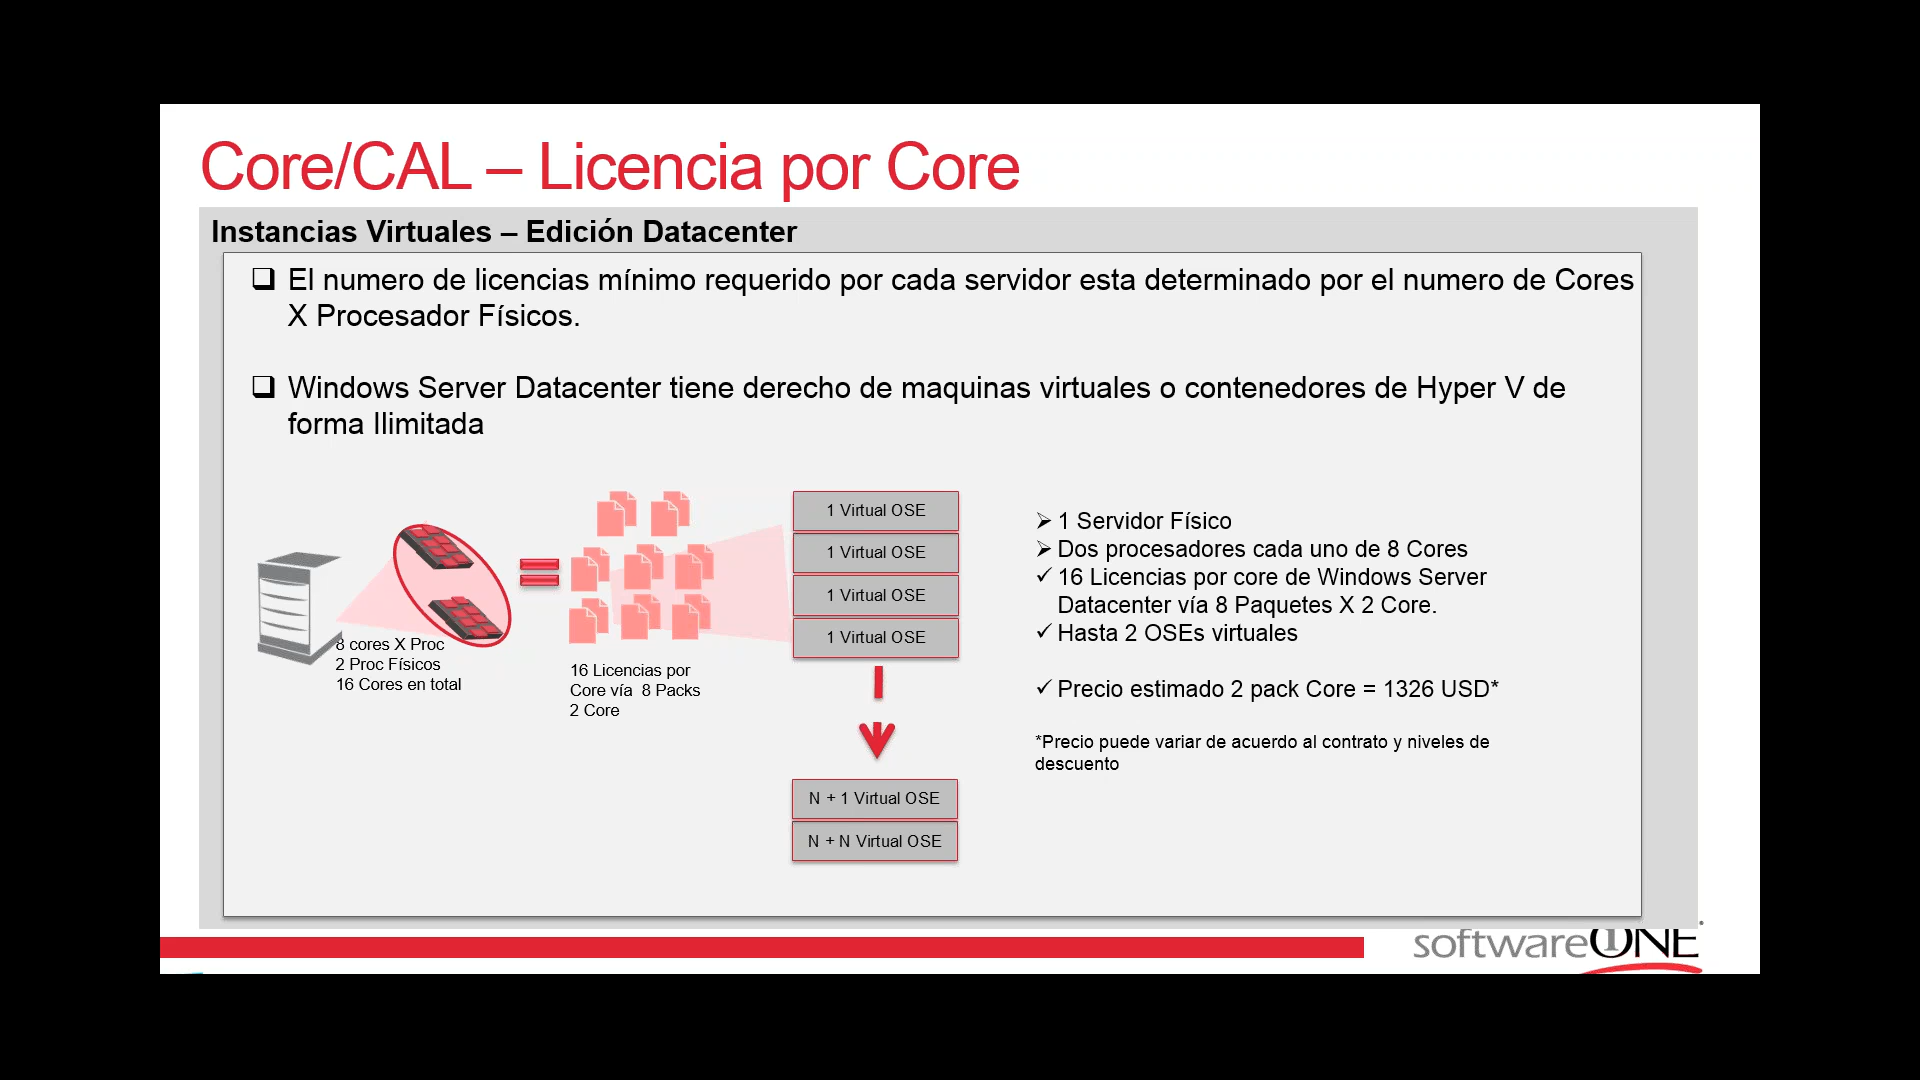 Core/CAL – Licencia por Core
Instancias Virtuales – Edición Datacenter
El numero de licencias mínimo requerido por cada servidor esta determinado por el numero de Cores
X Procesador Físicos.
Windows Server Datacenter tiene derecho de maquinas virtuales o contenedores de Hyper V de
forma Ilimitada
8 cores X Proc
2 Proc Físicos
16 Cores en total
16 Licencias por
Core vía 8 Packs
2 Core
1 Virtual OSE
1 Virtual OSE
1 Virtual OSE
1 Virtual OSE
N + 1 Virtual OSE
N + N Virtual OSE
1 Servidor Físico
Dos procesadores cada uno de 8 Cores
16 Licencias por core de Windows Server
Datacenter vía 8 Paquetes X 2 Core.
Hasta 2 OSEs virtuales
Precio estimado 2 pack Core = 1326 USD*
*Precio puede variar de acuerdo al contrato y niveles de
descuento
softwareONE